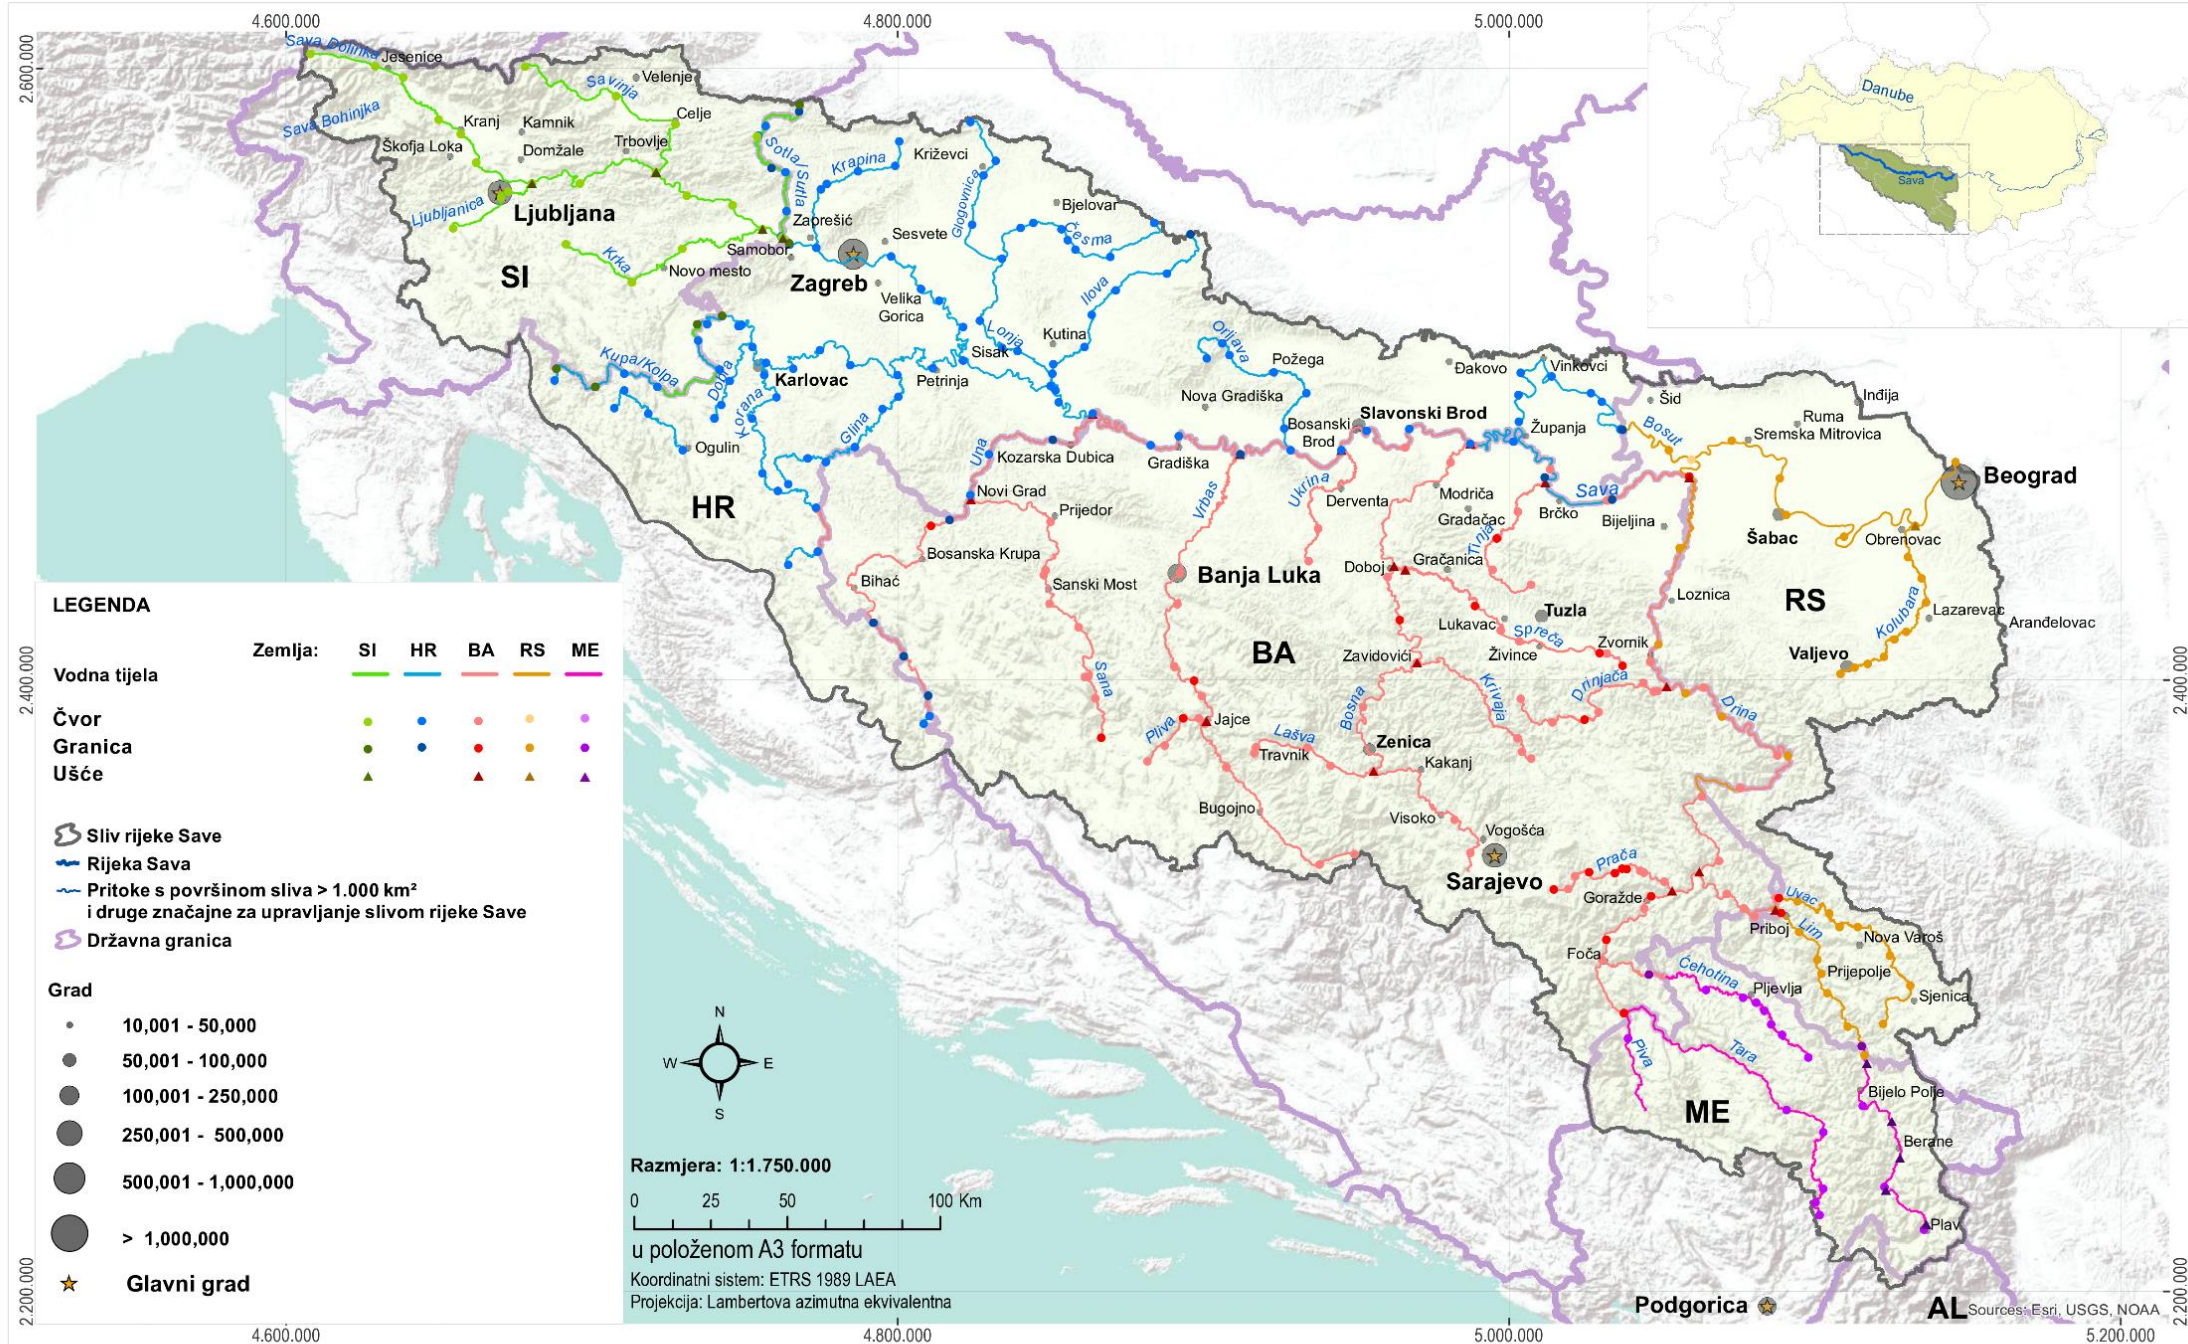 4.600.000
4.800.000
5.000.000
2.600.000
2.400.000
2.200.000
Sava Dolinka
Jesenice
Sava Bohinjka
Savinja
Velenje
Celje
Kranj
Kamnik
Škofja Loka
Domžale
Trbovlje
Ljubljanica
Ljubljana
SI
Krka
Novo mesto
Sotla/Sutla
Krapina
Križevci
Glogovnica
Bjelovar
Česma
Zaprešić
Samobor
Sesvete
Zagreb
Velika
Gorica
Ilova
Kutina
Lonja
Sisak
Petrinja
Kupa/Kolpa
Dobra
Karlovac
Korana
Glina
Ogulin
HR
Orljava
Požega
Nova Gradiška
Đakovo
Vinkovci
Slavonski Brod
Bosanski
Brod
Županja
Šid
Bosut
Inđija
Ruma
Sremska Mitrovica
Beograd
Una
Kozarska Dubica
Gradiška
Novi Grad
Prijedor
Vrbas
Ukrina
Derventa
Modriča
Gradačac
Tinja
Brčko
Sava
Bijeljina
Šabac
Obrenovac
Bosanska Krupa
Bihać
Sanski Most
Banja Luka
Doboj
Gračanica
Tuzla
Lukavac
Spreča
Živince
Zvornik
Loznica
RS
Kolubara
Lazarevac
Aranđelovac
Valjevo
BA
Zavidovići
Sana
Krivaja
Drinjača
Drina
Bosna
Pliva
Jajce
Lašva
Travnik
Zenica
Kakanj
Bugojno
Visoko
Vogošća
Sarajevo
Prača
Goražde
Uvac
Priboj
Lim
Nova Varoš
Foča
Ćehotina
Prijepolje
Pljevlja
Sjenica
Piva
Tara
Bijelo Polje
ME
Berane
Plav
Podgorica
AL
Sources: Esri, USGS, NOAA
Danube
Sava
LEGENDA
Zemlja: SI HR BA RS ME
Vodna tijela
Čvor
Granica
Ušće
Sliv rijeke Save
Rijeka Sava
Pritoke s površinom sliva > 1.000 km²
i druge značajne za upravljanje slivom rijeke Save
Državna granica
Grad
10,001 - 50,000
50,001 - 100,000
100,001 - 250,000
250,001 - 500,000
500,001 - 1,000,000
> 1,000,000
Glavni grad
N
W E
S
Razmjera: 1:1.750.000
0 25 50 100 Km
u položenom A3 formatu
Koordinatni sistem: ETRS 1989 LAEA
Projekcija: Lambertova azimutna ekvivalentna
2.600.000
2.400.000
2.200.000
4.600.000
4.800.000
5.000.000
5.200.000